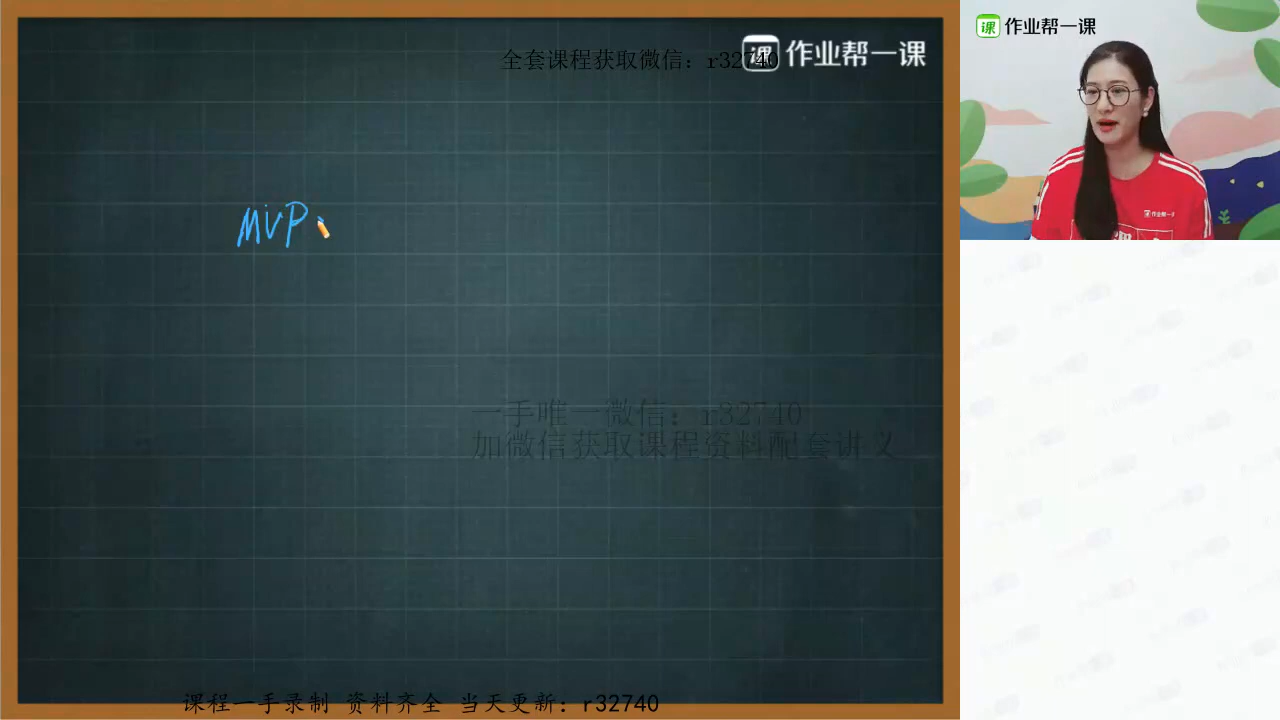 作业帮一课
全套课程获取微信：r32740
课 作业帮一课
MVP
一手唯一微信：r32740
加微信获取课程资料配套讲义
课程一手录制 资料齐全 当天更新：r32740